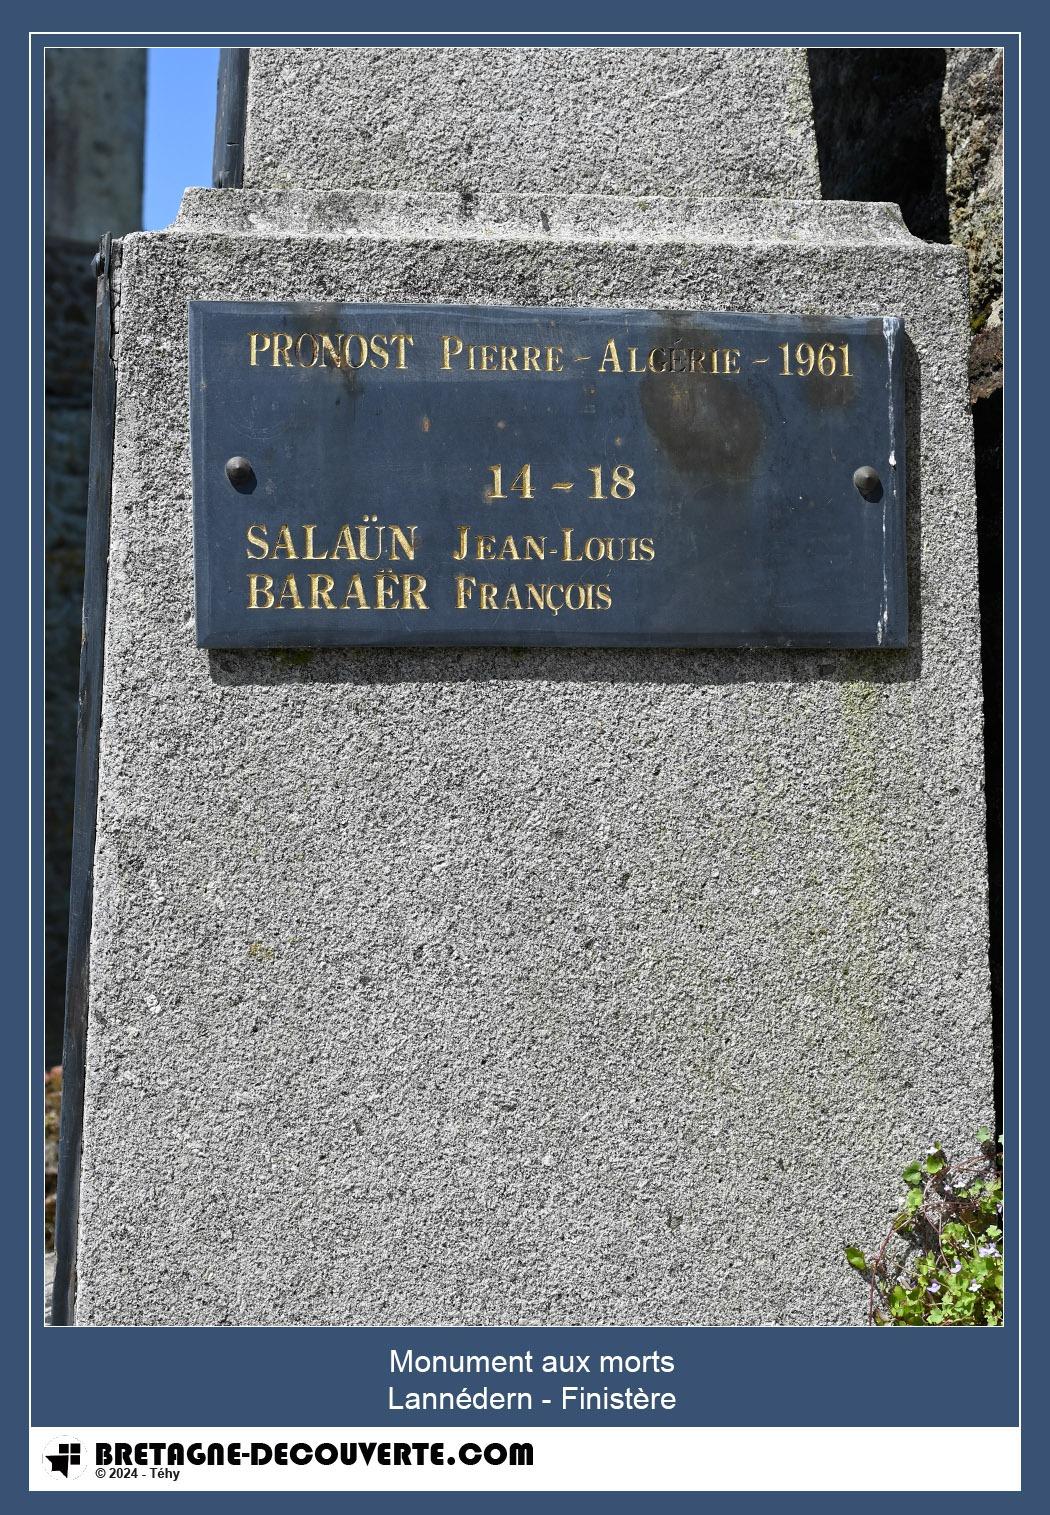 PRONOST PIERRE - ALGÉRIE - 1961
14 - 18
SALAÜN JEAN-LOUIS
BARAËR FRANÇOIS
Monument aux morts
Lannédern - Finistère
BRETAGNE-DECOUVERTE.COM
© 2024 - Téhy